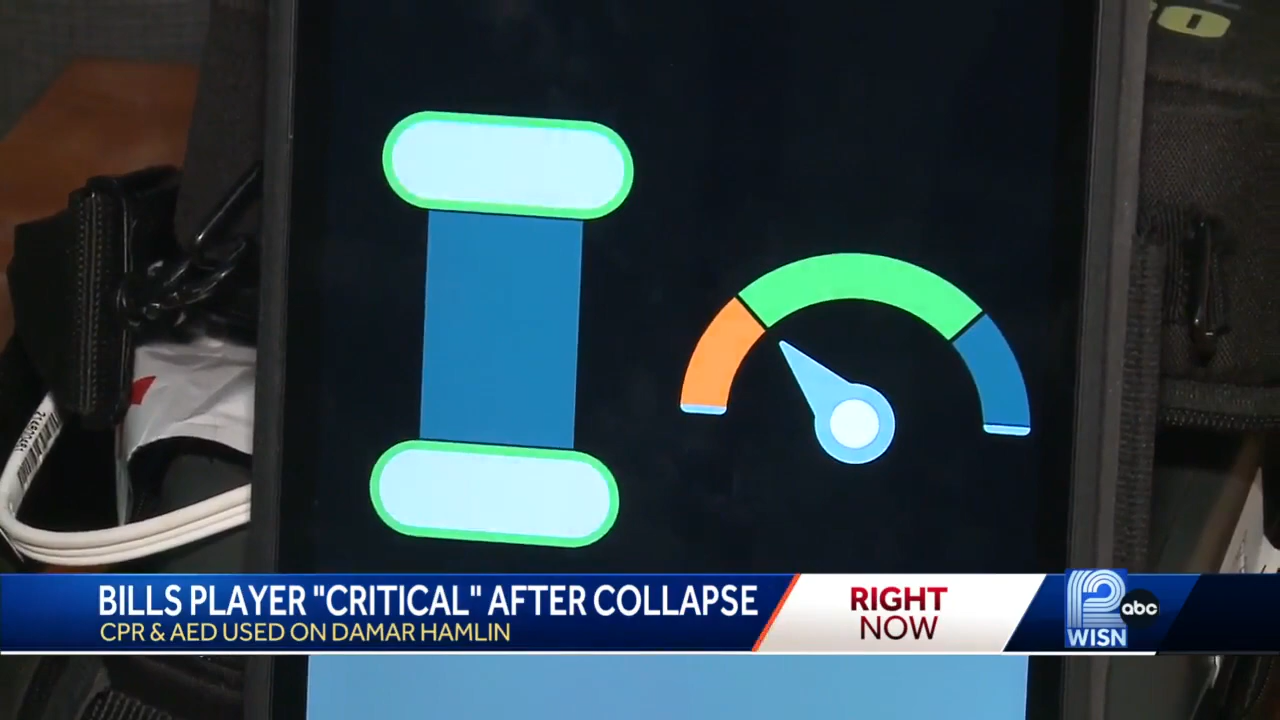 BILLS PLAYER "CRITICAL" AFTER COLLAPSE
CPR & AED USED ON DAMAR HAMLIN
RIGHT
NOW
12
abc
WISN